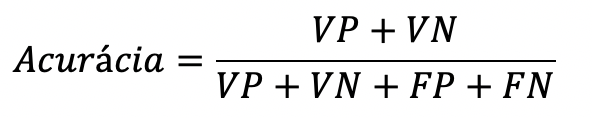 Acurácia = (VP + VN) / (VP + VN + FP + FN)